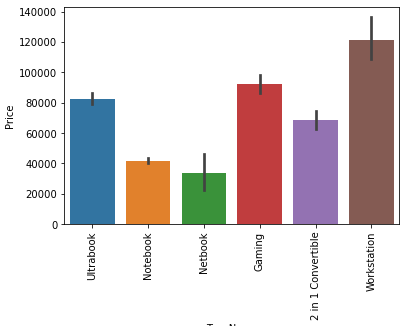 140000
120000
100000
80000
60000
40000
20000
0
Price
Ultrabook
Notebook
Netbook
Gaming
2 in 1 Convertible
Workstation